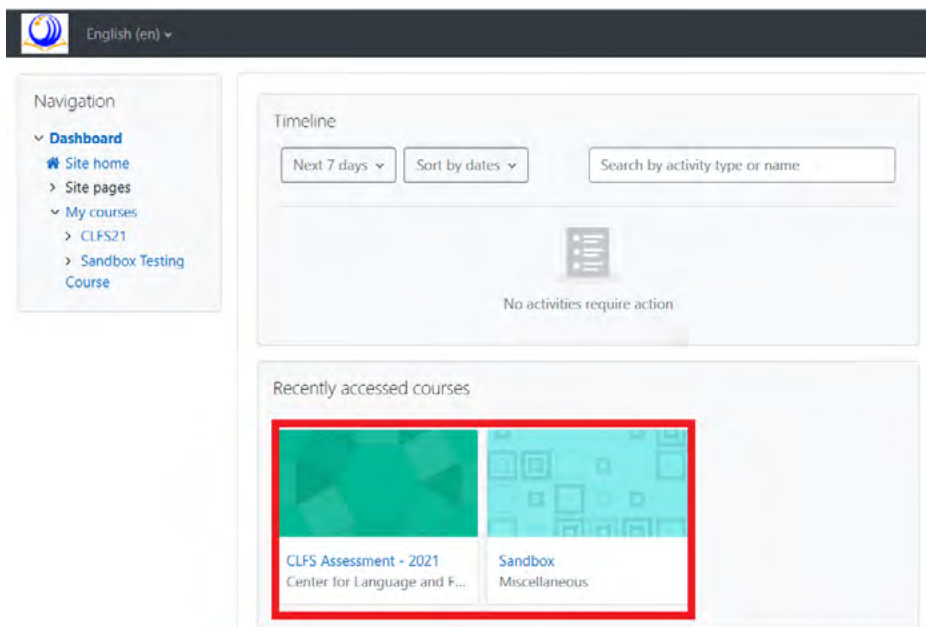 English (en)
Navigation
Dashboard
Site home
Site pages
My courses
CLFS21
Sandbox Testing
Course
Timeline
Next 7 days
Sort by dates
Search by activity type or name
No activities require action
Recently accessed courses
CLFS Assessment - 2021
Center for Language and F...
Sandbox
Miscellaneous